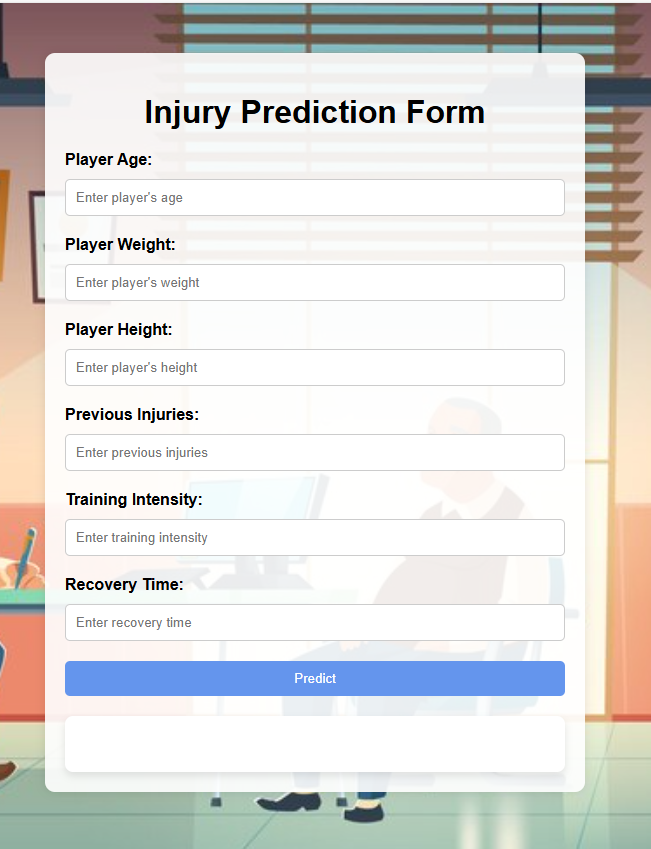 Injury Prediction Form
Player Age:
Enter player's age
Player Weight:
Enter player's weight
Player Height:
Enter player's height
Previous Injuries:
Enter previous injuries
Training Intensity:
Enter training intensity
Recovery Time:
Enter recovery time
Predict